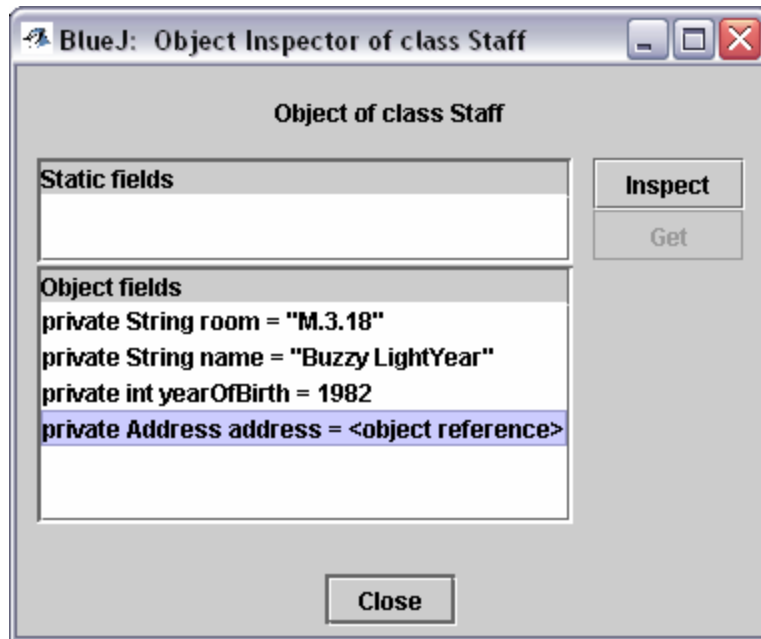 BlueJ: Object Inspector of class Staff
Object of class Staff
Static fields
Inspect
Get
Object fields
private String room = "M.3.18"
private String name = "Buzzy LightYear"
private int yearOfBirth = 1982
private Address address = <object reference>
Close